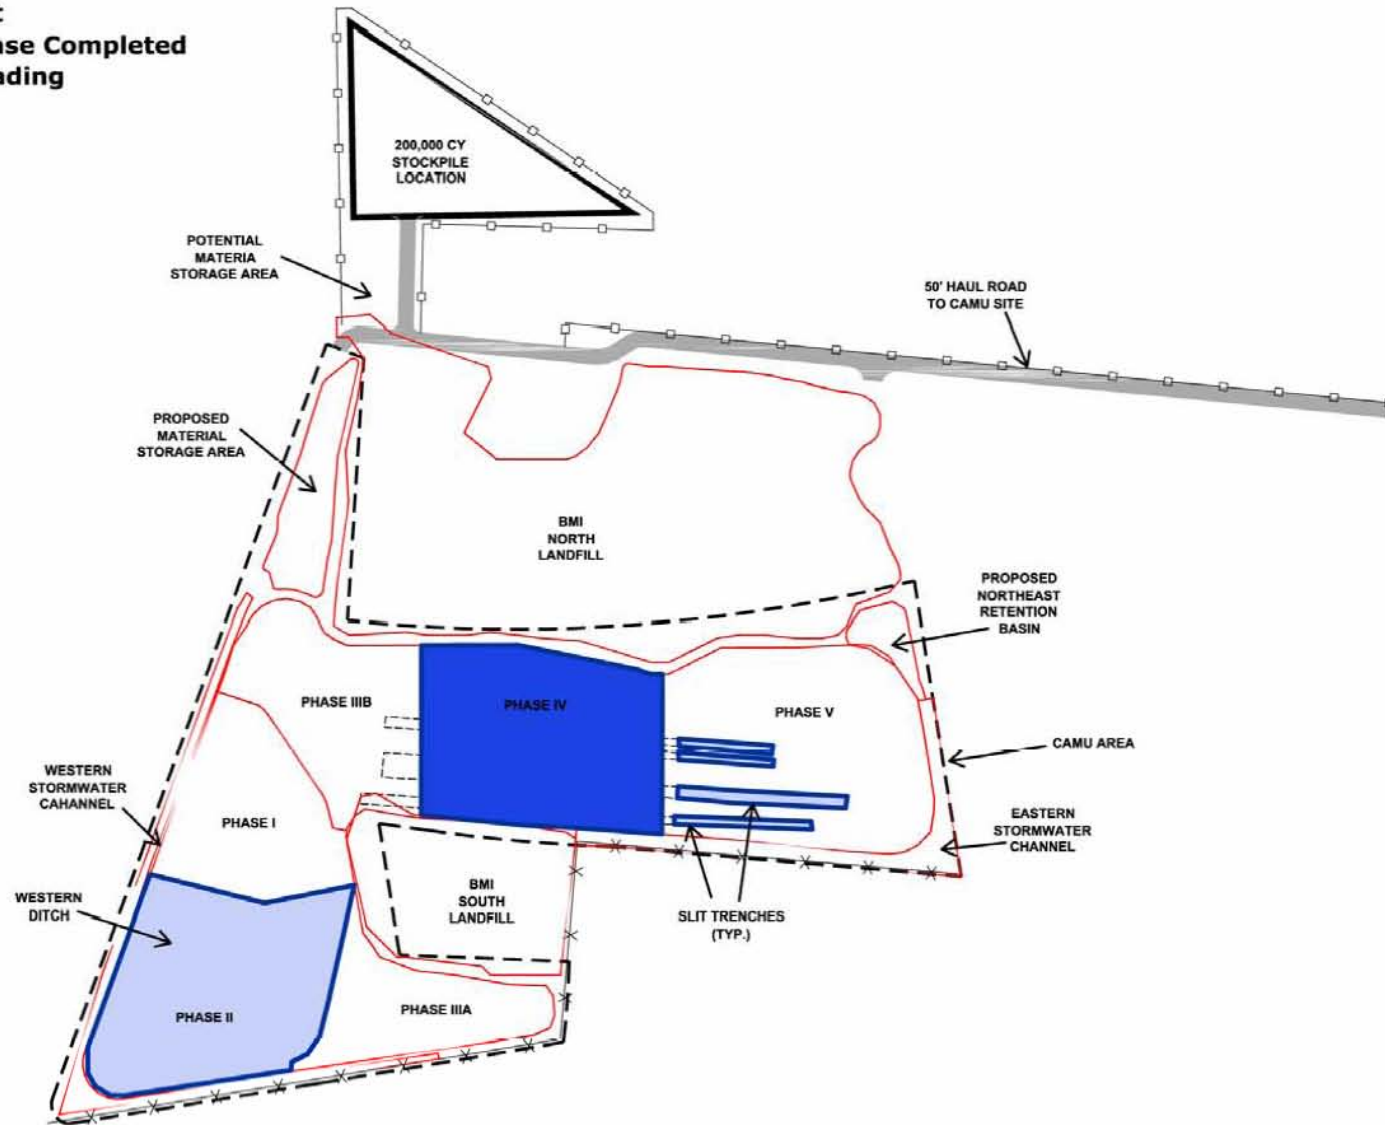 ase Completed
ading
200,000 CY
STOCKPILE
LOCATION
POTENTIAL
MATERIA
STORAGE AREA
50' HAUL ROAD
TO CAMU SITE
PROPOSED
MATERIAL
STORAGE AREA
BMI
NORTH
LANDFILL
PROPOSED
NORTHEAST
RETENTION
BASIN
PHASE IIIB
PHASE IV
PHASE V
CAMU AREA
WESTERN
STORMWATER
CAHANNEL
PHASE I
EASTERN
STORMWATER
CHANNEL
BMI
SOUTH
LANDFILL
WESTERN
DITCH
SLIT TRENCHES
(TYP.)
PHASE II
PHASE IIIA